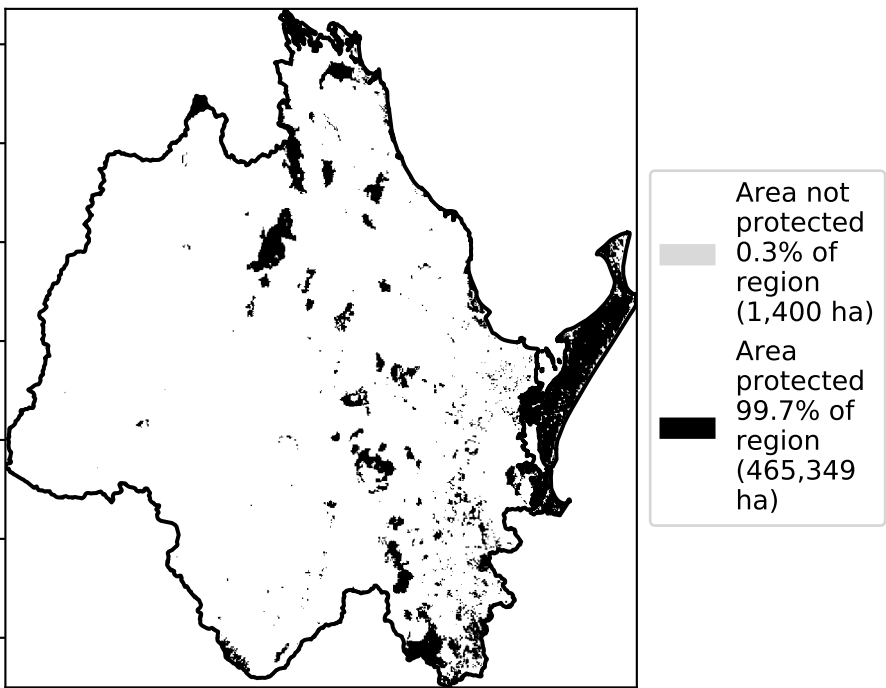 Area not
protected
0.3% of
region
(1,400 ha)
Area
protected
99.7% of
region
(465,349
ha)